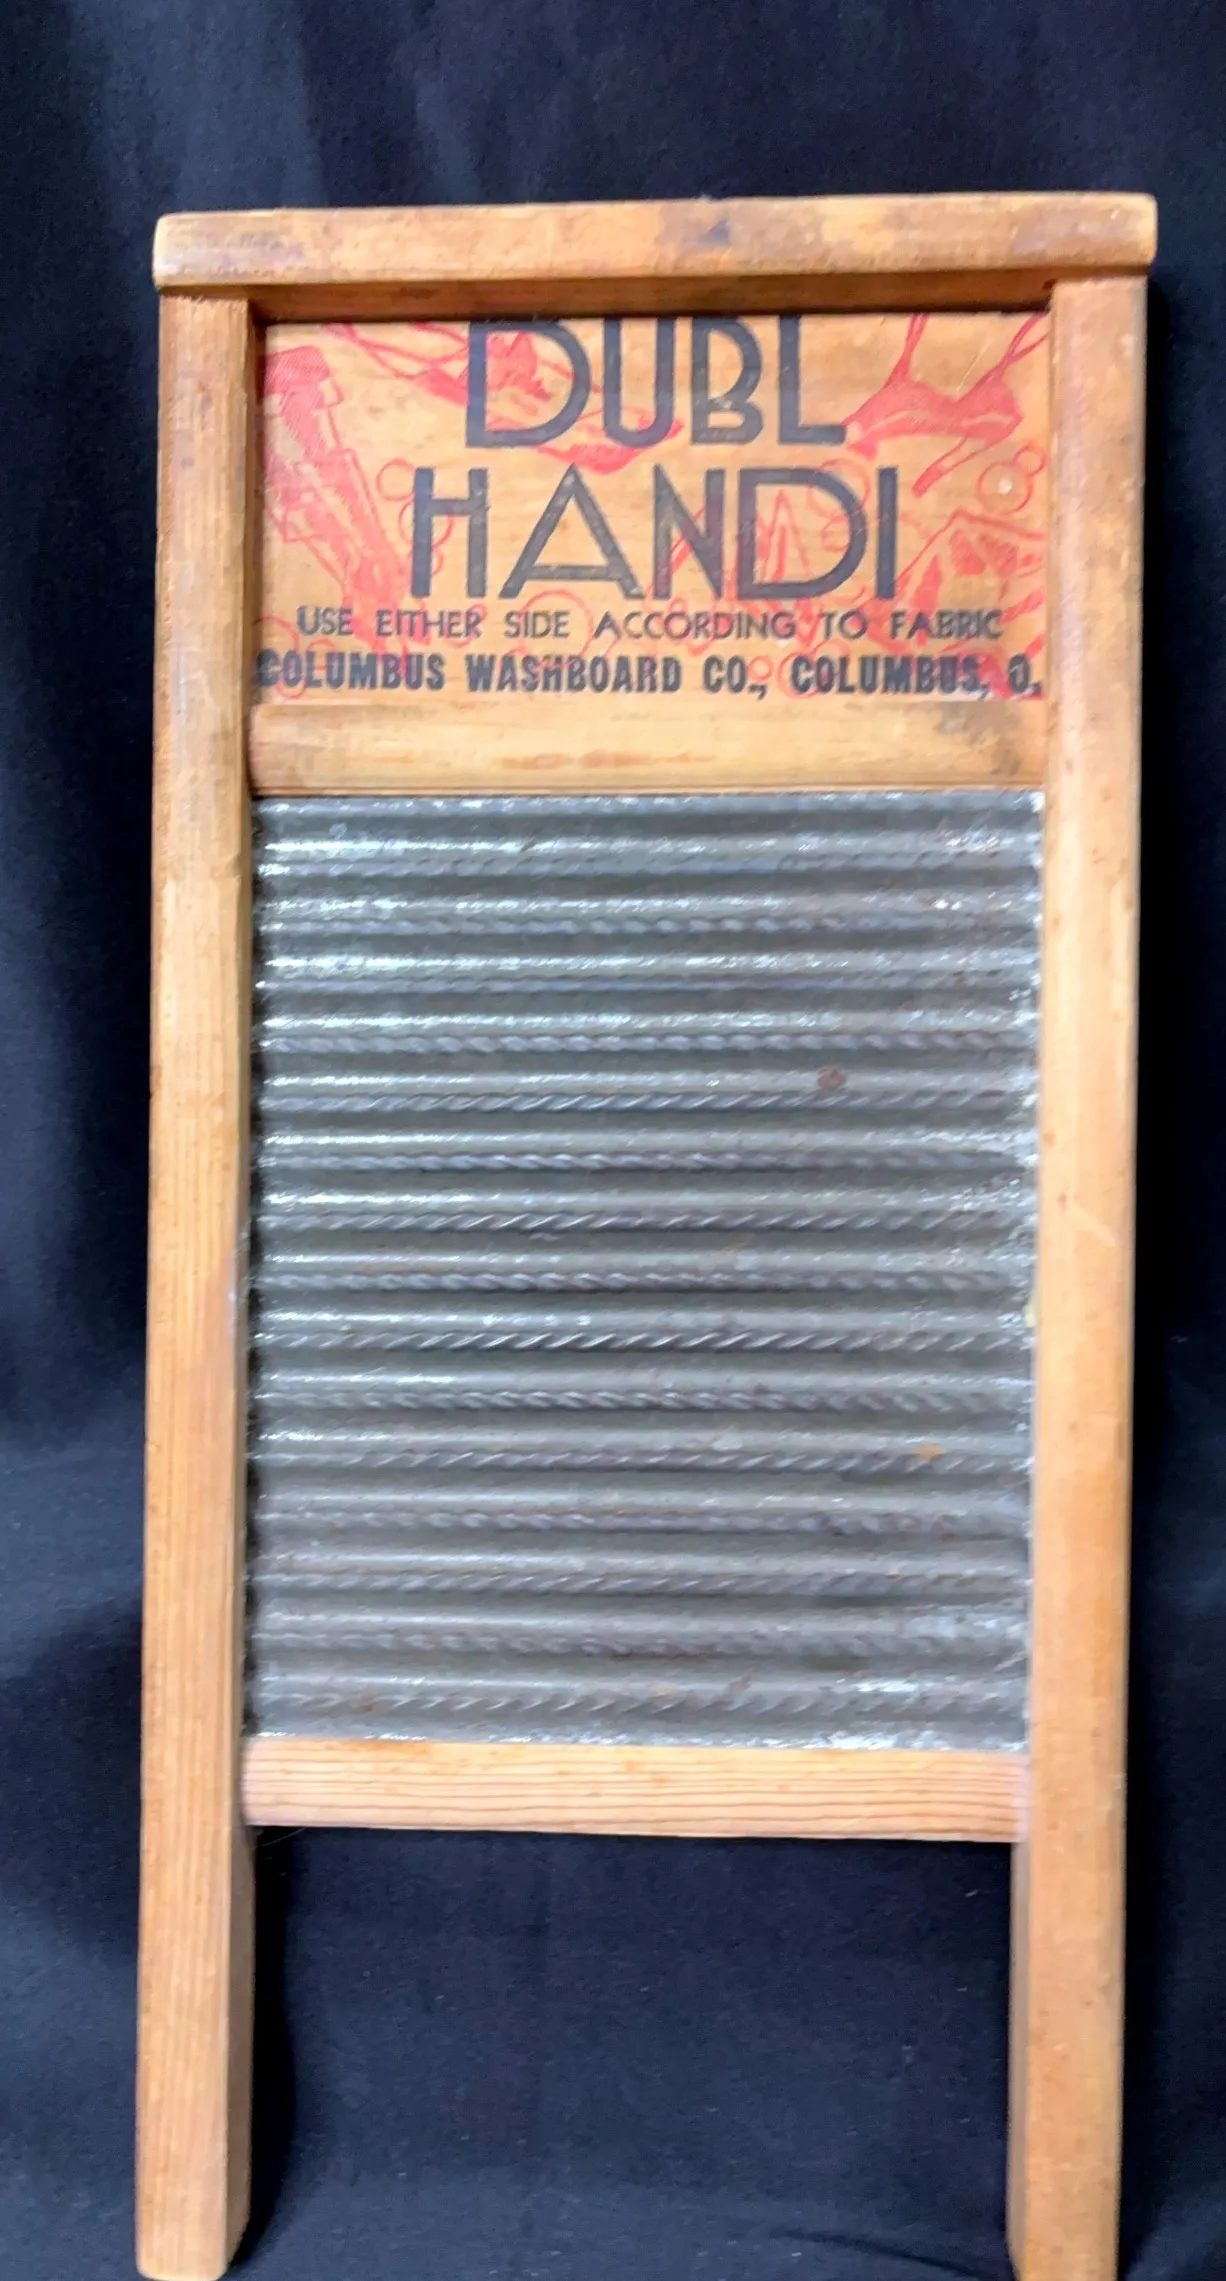 DUBL
HANDI
USE EITHER SIDE ACCORDING TO FABRIC
COLUMBUS WASHBOARD CO., COLUMBUS, O.